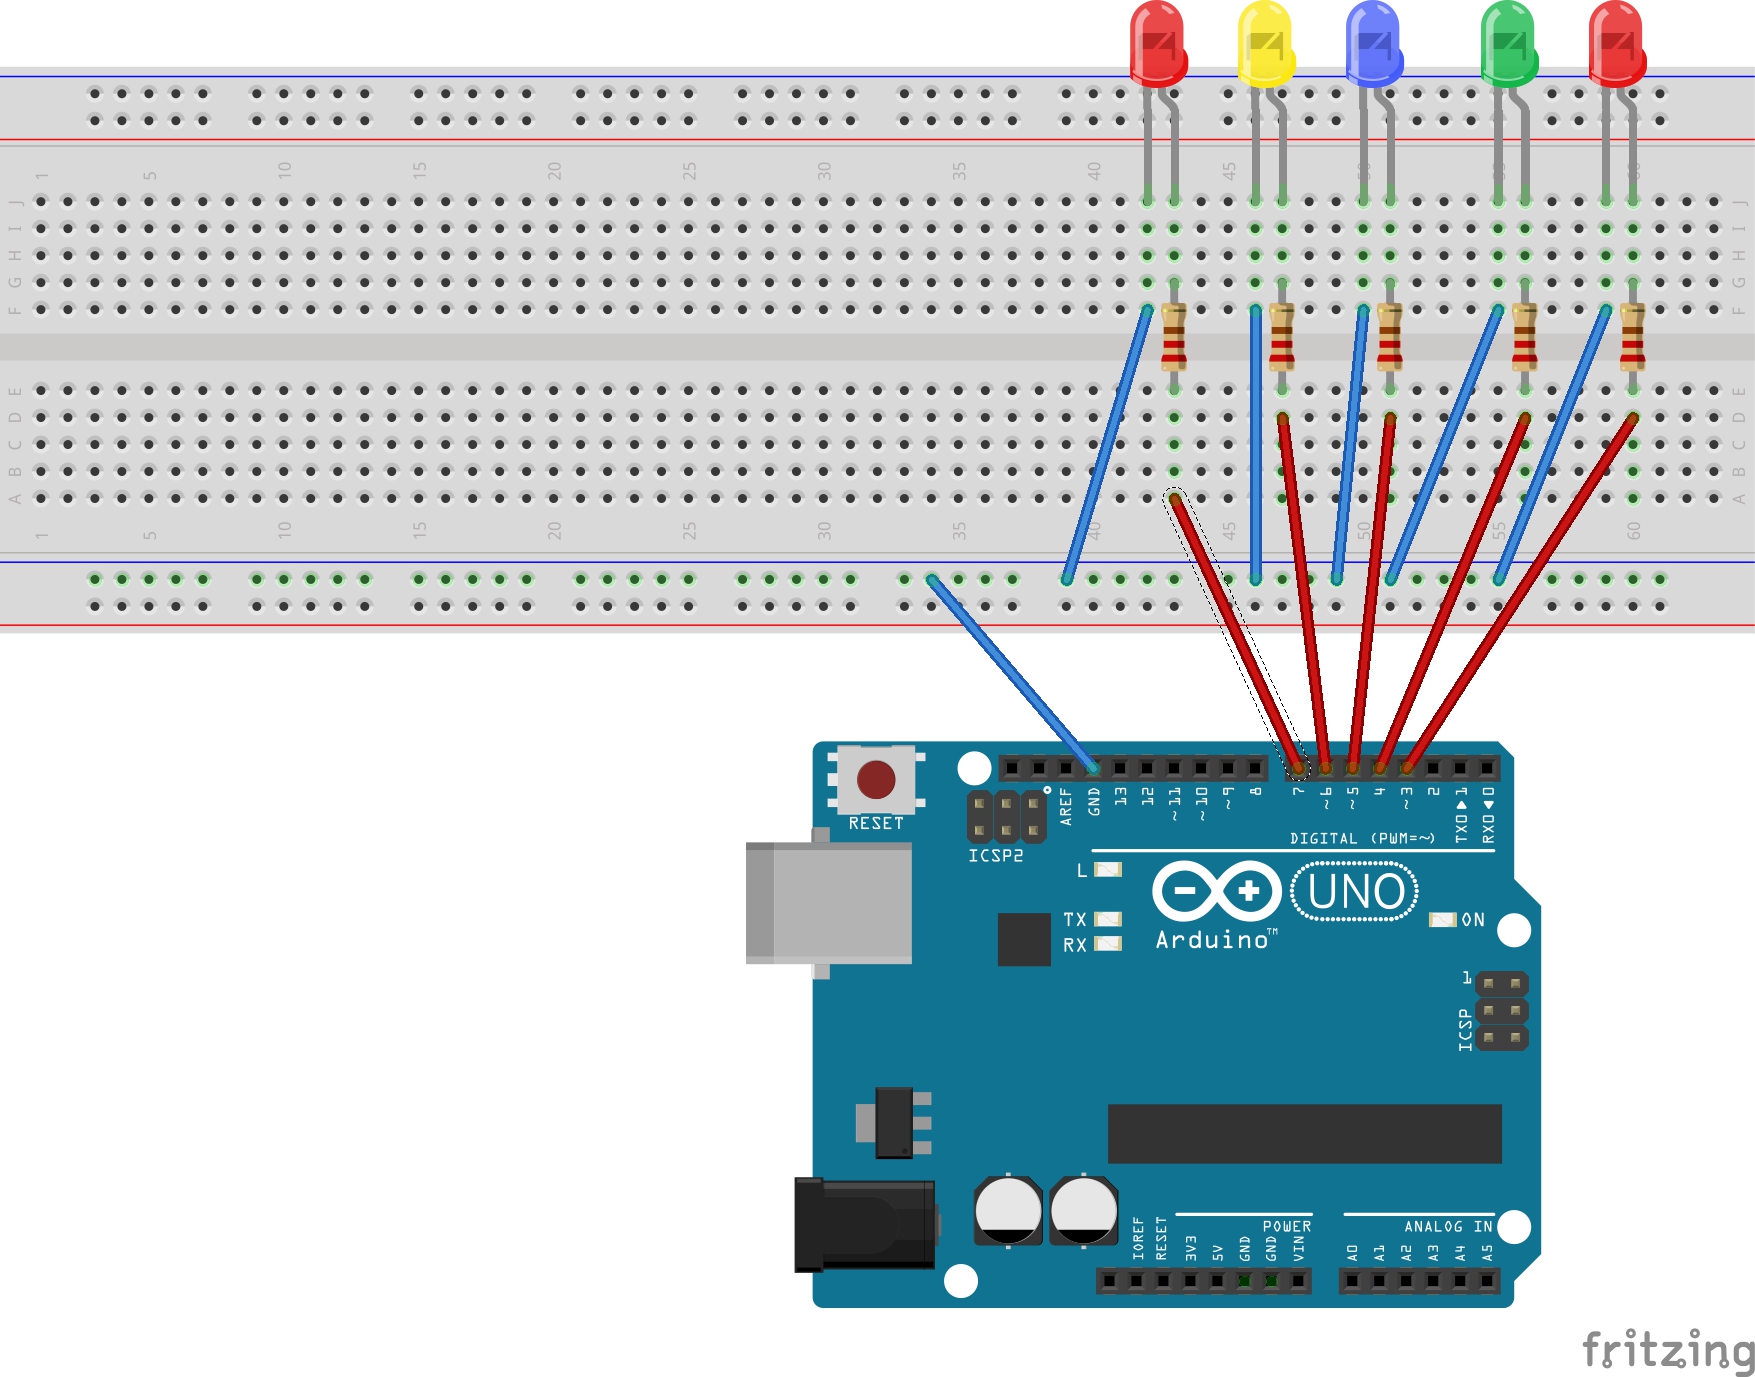 1 5 10 15 20 25 30 35 40 45 50 55 60
J J
I I
H H
G G
F F
E E
D D
C C
B B
A A
1 5 10 15 20 25 30 35 40 45 50 55 60
RESET
ICSP2
AREF GND 13 12 ~11 ~10 ~9 8 7 ~6 ~5 4 ~3 2 TX0▶1 RX0◀0
DIGITAL (PWM=~)
L
TX
RX
UNO
Arduino™
ON
1
ICSP
POWER
ANALOG IN
IOREF RESET 3V3 5V GND GND VIN A0 A1 A2 A3 A4 A5
fritzing